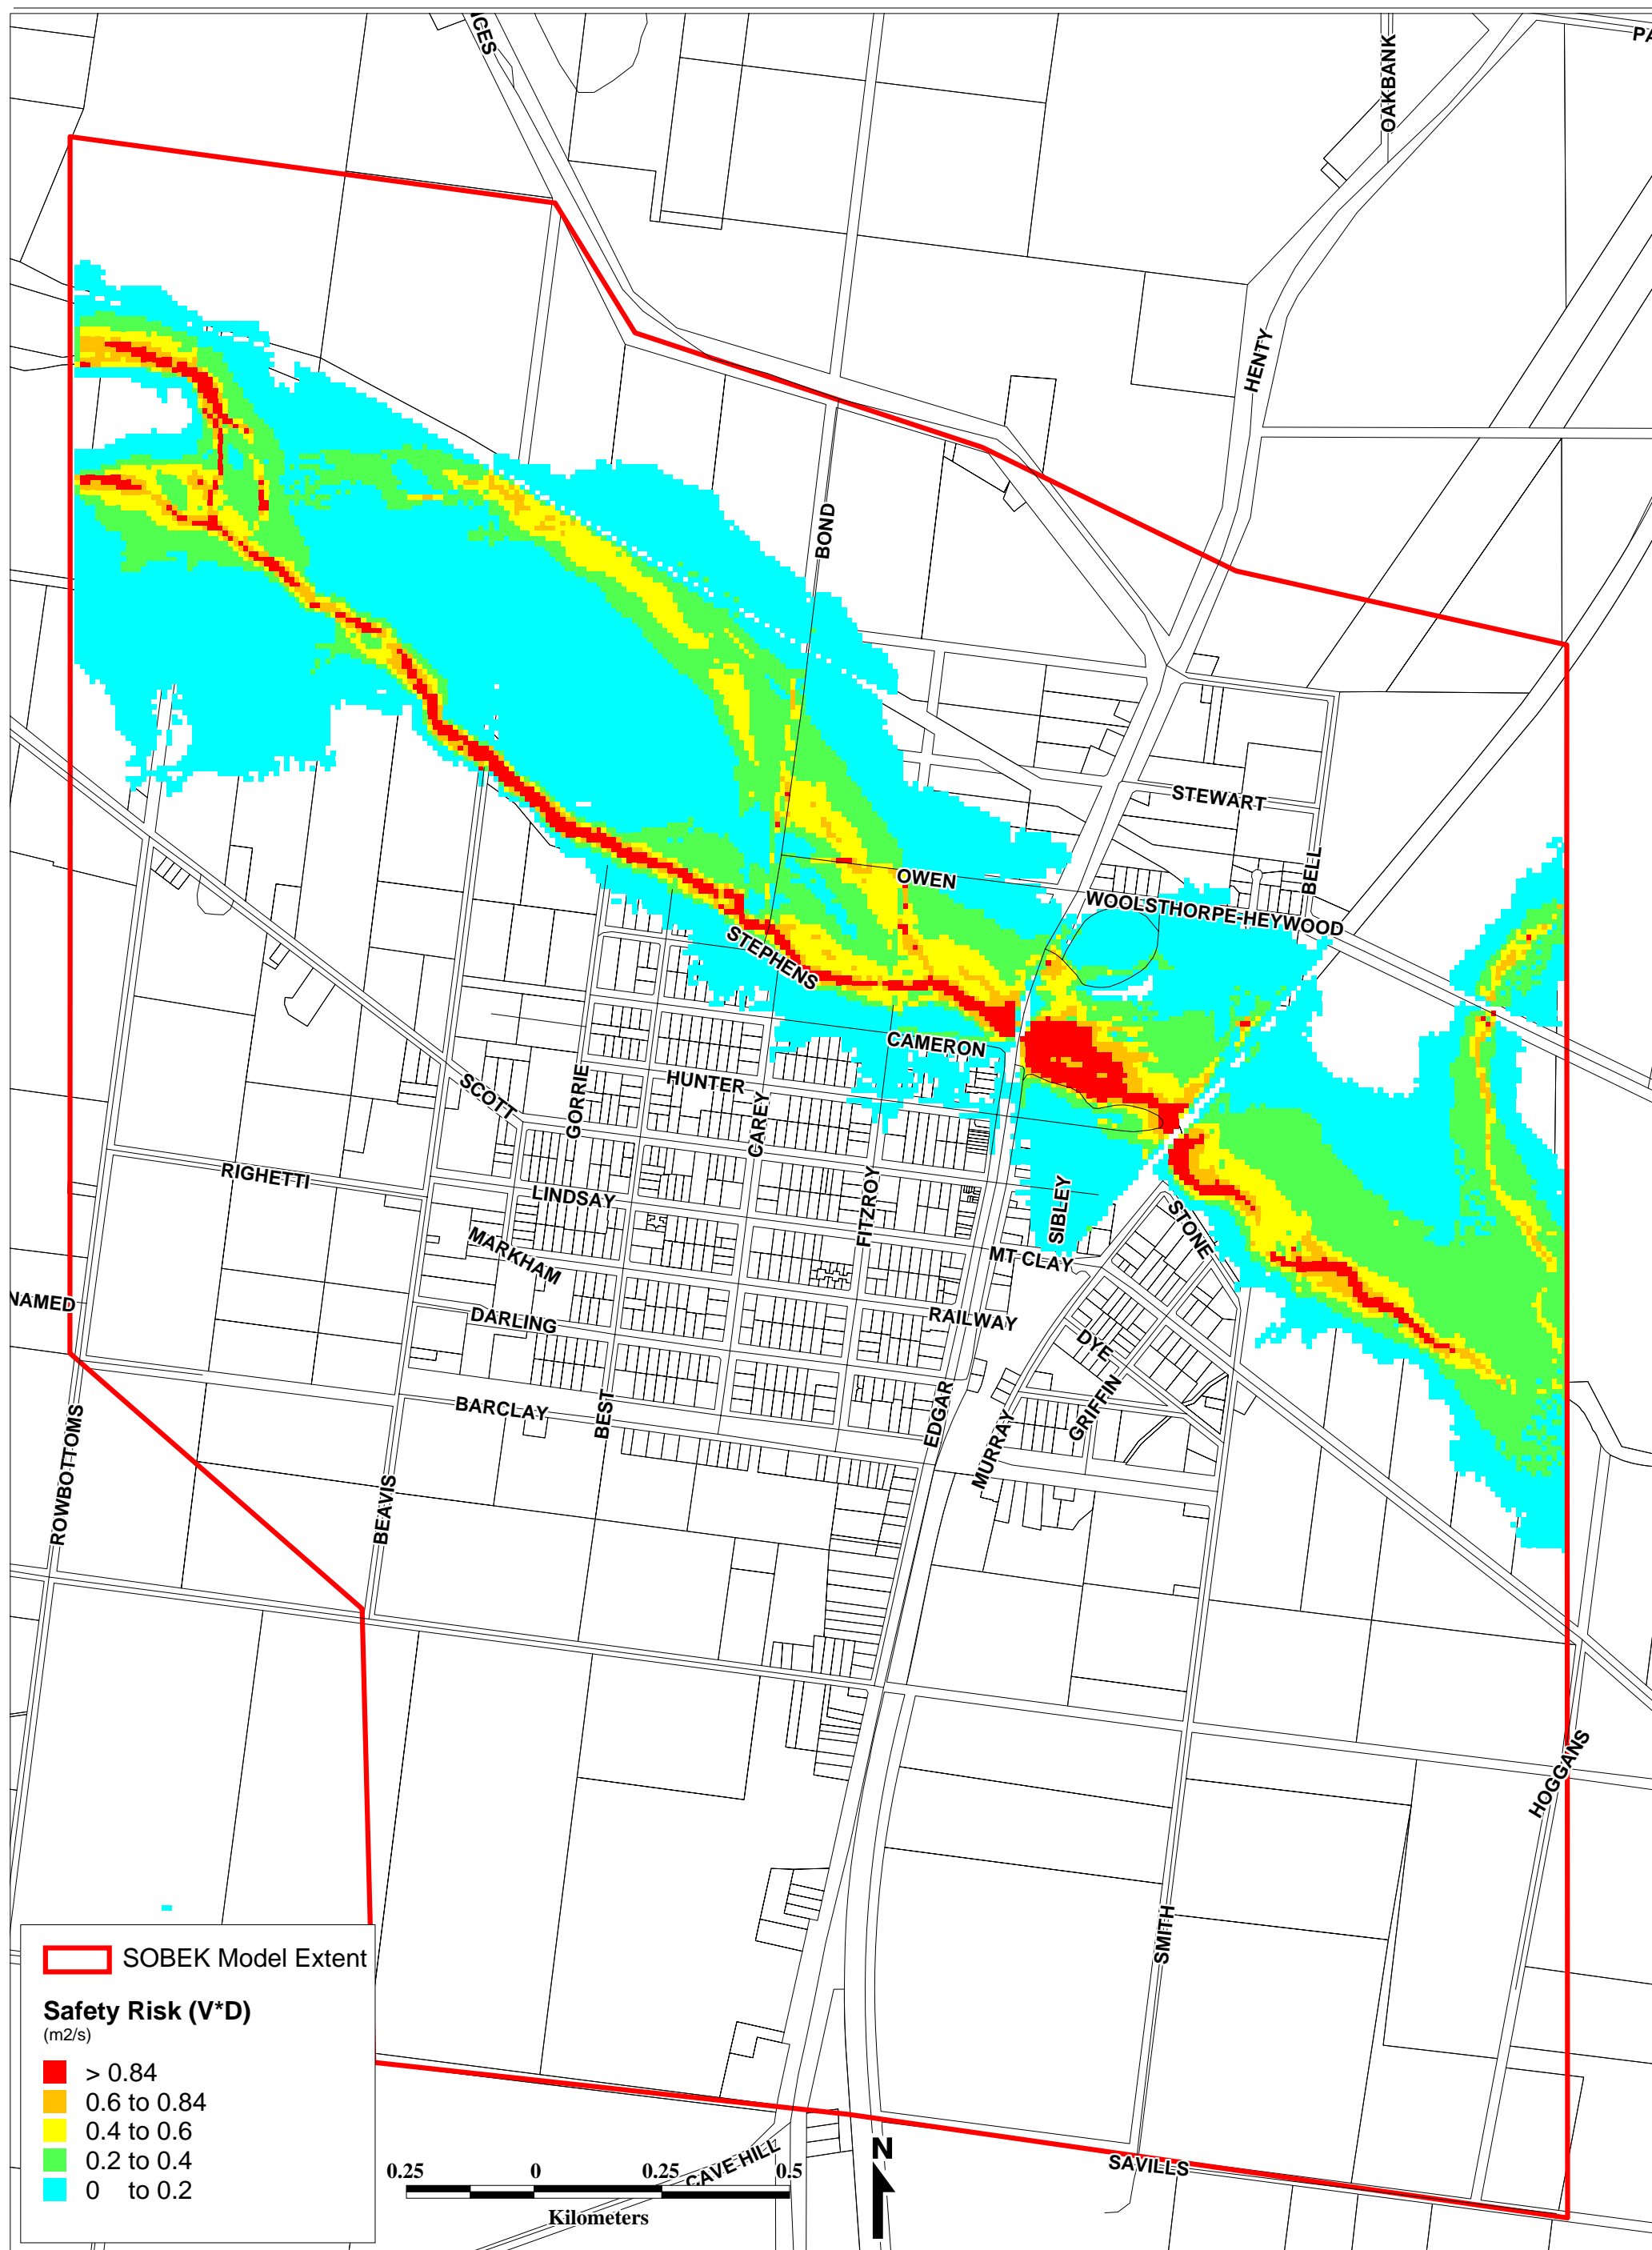 NCES
OAKBANK
PA
HENTY
BOND
STEWART
BELL
OWEN
WOOLSTHORPE-HEYWOOD
STEPHENS
CAMERON
HUNTER
SCOTT
GORRIE
CAREY
RIGHETTI
LINDSAY
FITZROY
SIBLEY
STONE
MARKHAM
MT CLAY
NAMED
DARLING
RAILWAY
DYE
BARCLAY
BEST
EDGAR
GRIFFIN
MURRAY
ROWBOTTOMS
BEAVIS
HOGGANS
SMITH
SOBEK Model Extent
Safety Risk (V*D)
(m2/s)
> 0.84
0.6 to 0.84
0.4 to 0.6
0.2 to 0.4
0 to 0.2
0.25 0 0.25 0.5
Kilometers
CAVE HILL
N
SAVILLS